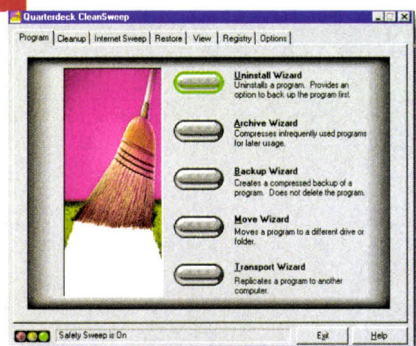 Quarterdeck CleanSweep
Program Cleanup Internet Sweep Restore View Registry Options
Uninstall Wizard
Uninstalls a program. Provides an
option to back up the program first.
Archive Wizard
Compresses infrequently used programs
for later usage.
Backup Wizard
Creates a compressed backup of a
program. Does not delete the program.
Move Wizard
Moves a program to a different drive or
folder.
Transport Wizard
Replicates a program to another
computer.
Safety Sweep is On
Exit Help